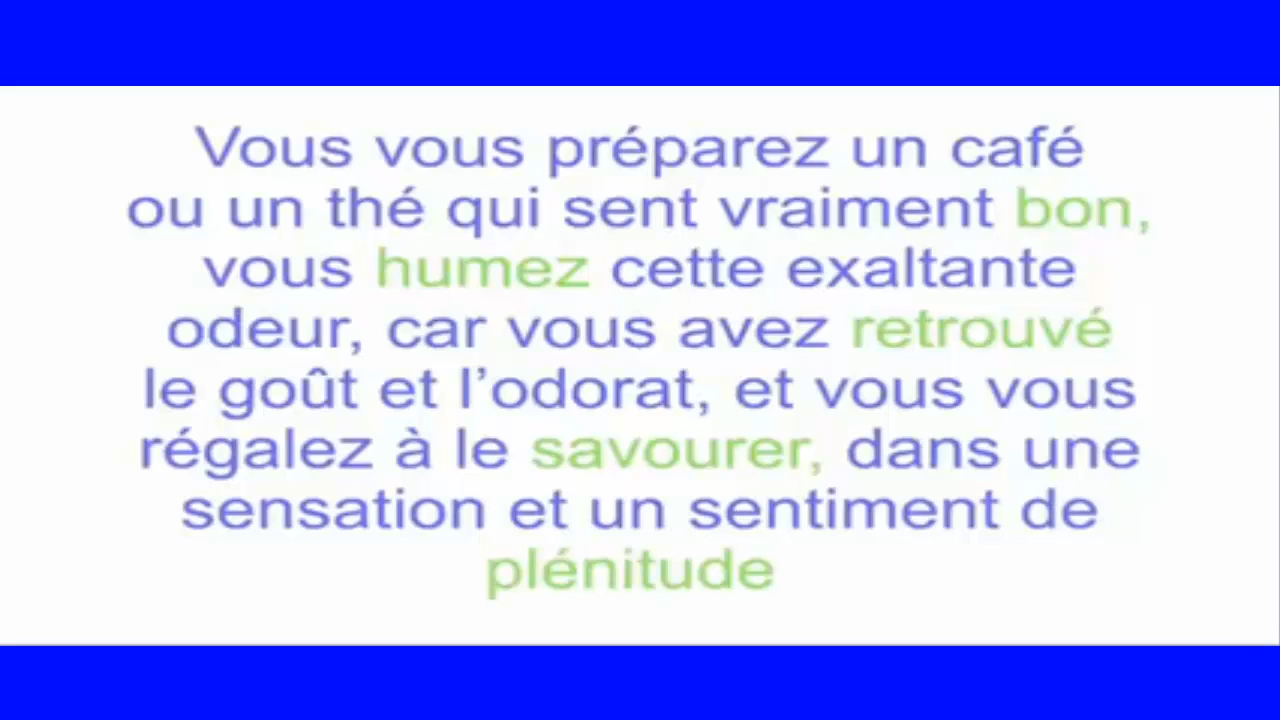 Vous vous préparez un café
ou un thé qui sent vraiment bon,
vous humez cette exaltante
odeur, car vous avez retrouvé
le goût et l’odorat, et vous vous
régalez à le savourer, dans une
sensation et un sentiment de
plénitude